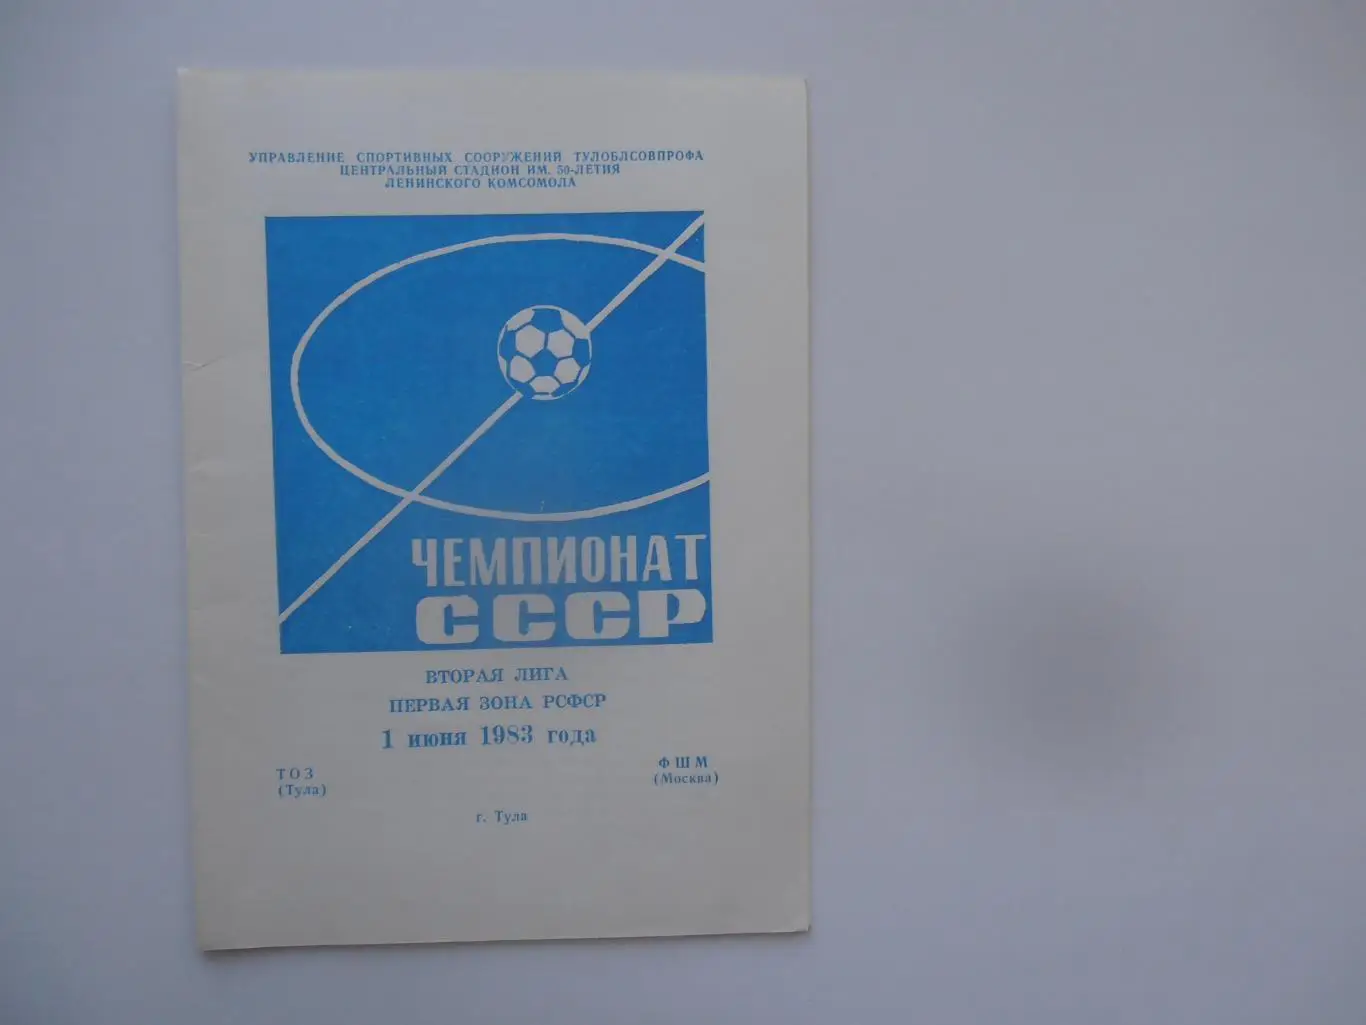 УПРАВЛЕНИЕ СПОРТИВНЫХ СООРУЖЕНИЙ ТУЛОБЛСОВПРОФА
ЦЕНТРАЛЬНЫЙ СТАДИОН ИМ. 50-ЛЕТИЯ
ЛЕНИНСКОГО КОМСОМОЛА
ЧЕМПИОНАТ
СССР
ВТОРАЯ ЛИГА
ПЕРВАЯ ЗОНА РСФСР
1 июня 1983 года
ТОЗ
(Тула)
ФШМ
(Москва)
г. Тула